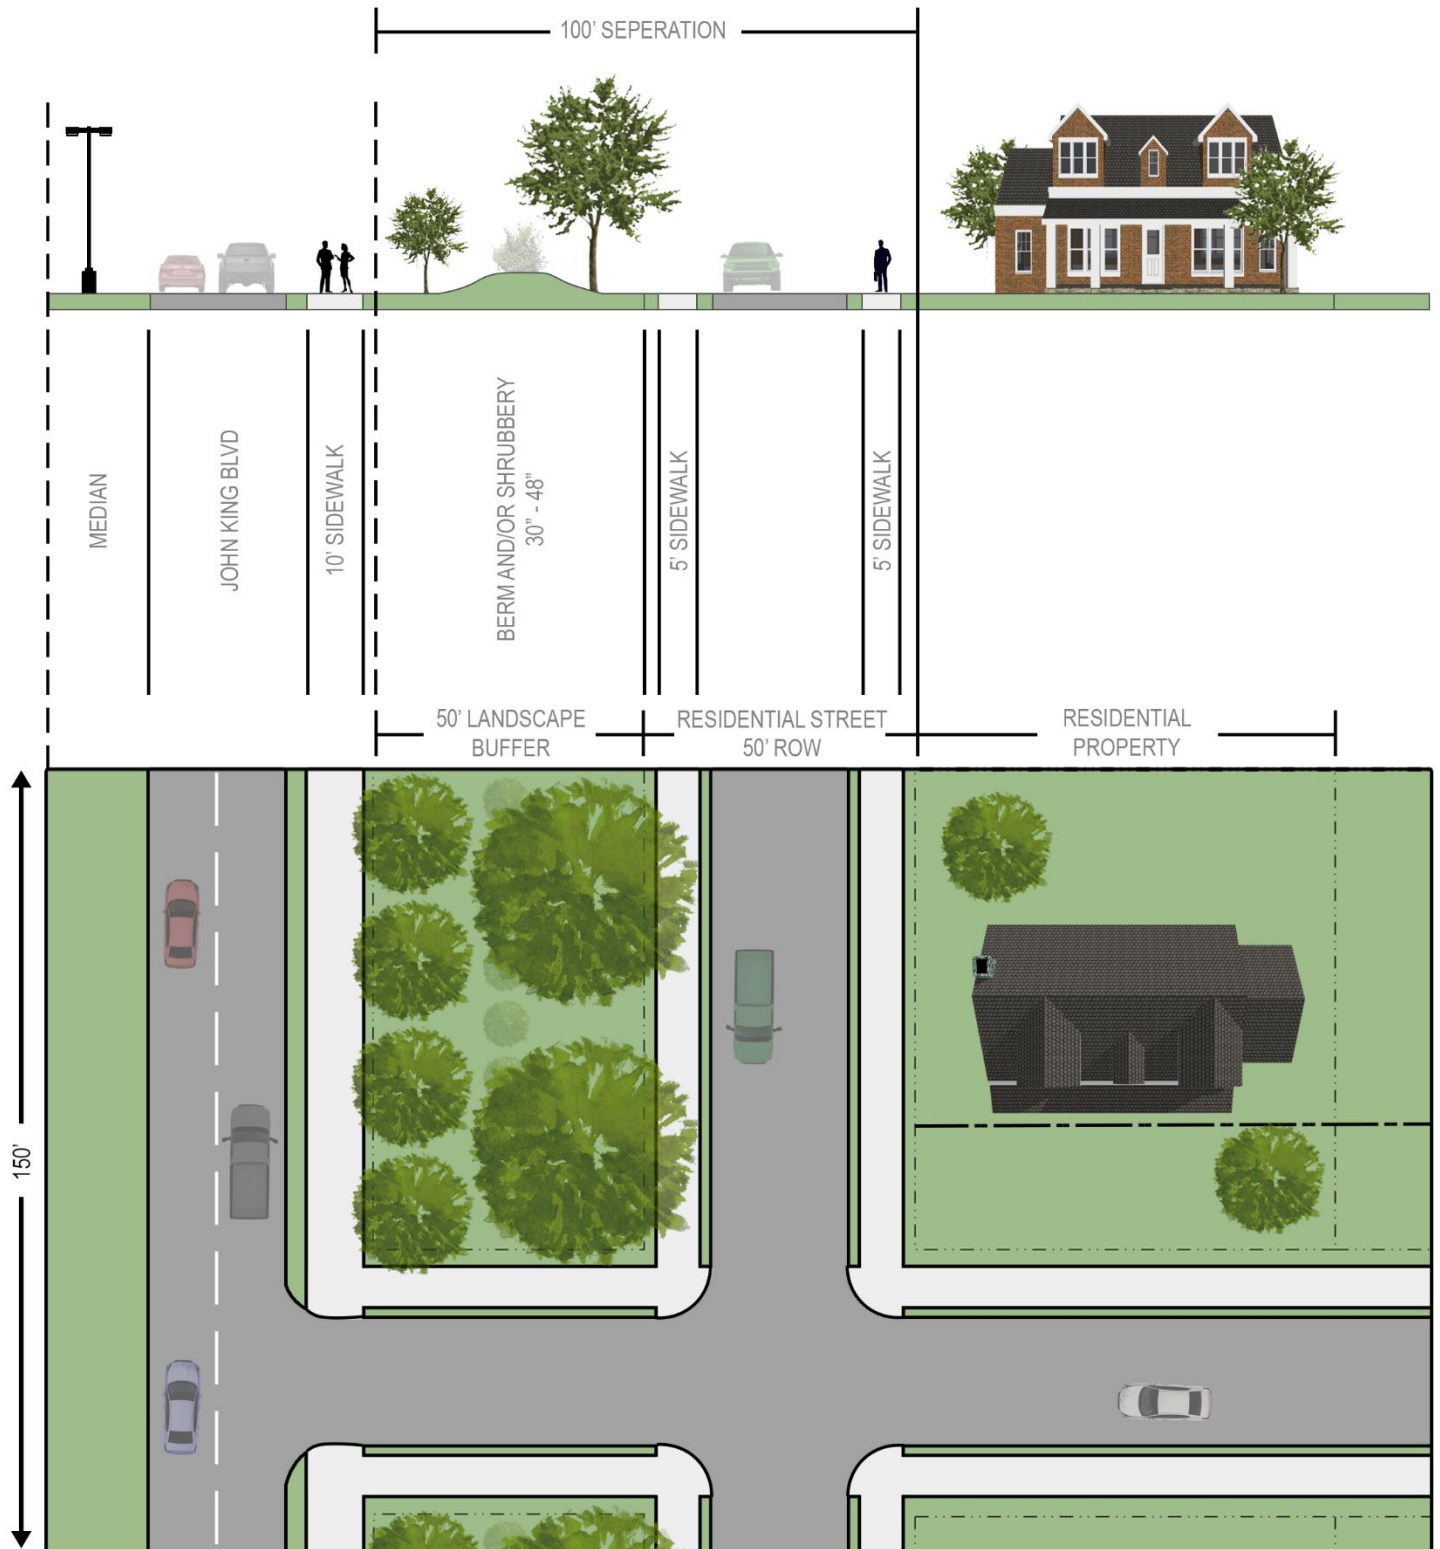 100' SEPERATION
MEDIAN
JOHN KING BLVD
10' SIDEWALK
BERM AND/OR SHRUBBERY
30" - 48"
5' SIDEWALK
5' SIDEWALK
50' LANDSCAPE
BUFFER
RESIDENTIAL STREET
50' ROW
RESIDENTIAL
PROPERTY
150'